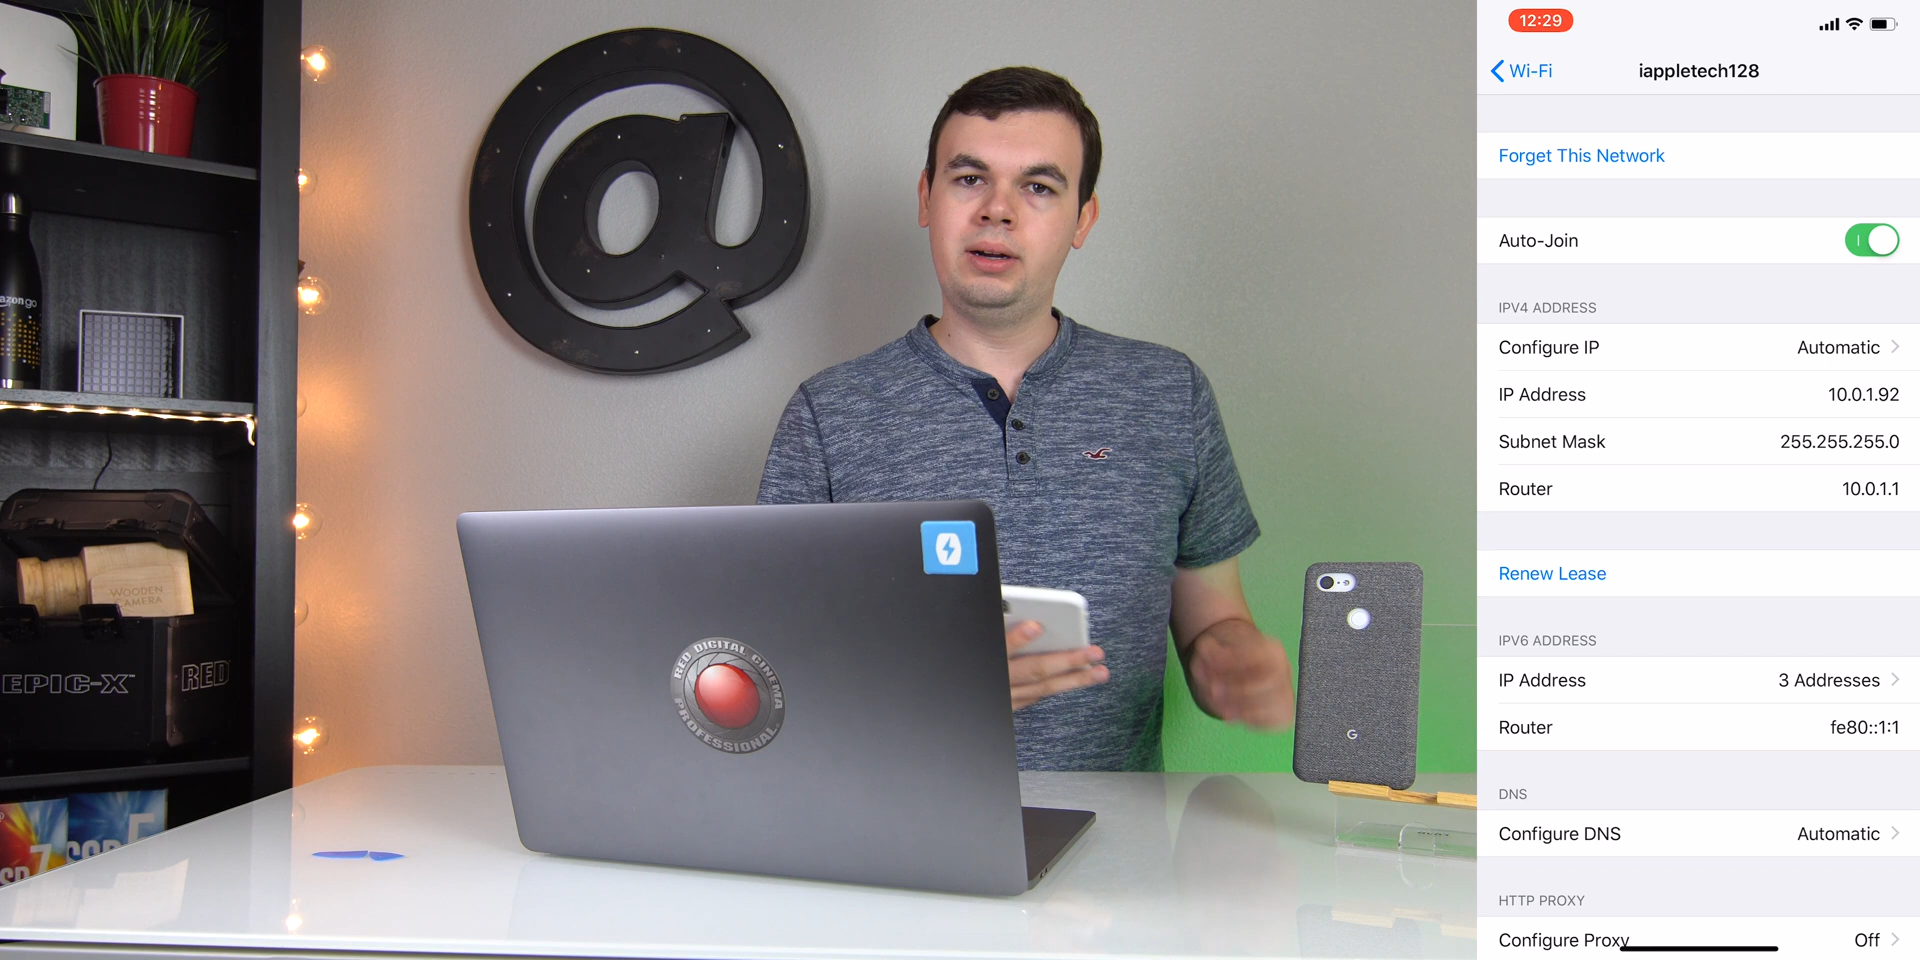 @
azon go
WOODEN
CAMERA
EPIC-X
RED
RED DIGITAL CINEMA
PROFESSIONAL
G
12:29
Wi-Fi
iappletech128
Forget This Network
Auto-Join
IPV4 ADDRESS
Configure IP
Automatic
IP Address
10.0.1.92
Subnet Mask
255.255.255.0
Router
10.0.1.1
Renew Lease
IPV6 ADDRESS
IP Address
3 Addresses
Router
fe80::1:1
DNS
Configure DNS
Automatic
HTTP PROXY
Configure Proxy
Off